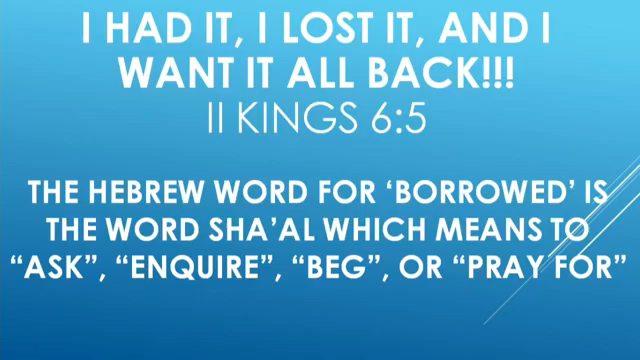 I HAD IT, I LOST IT, AND I
WANT IT ALL BACK!!!
II KINGS 6:5
THE HEBREW WORD FOR ‘BORROWED’ IS
THE WORD SHA’AL WHICH MEANS TO
“ASK”, “ENQUIRE”, “BEG”, OR “PRAY FOR”